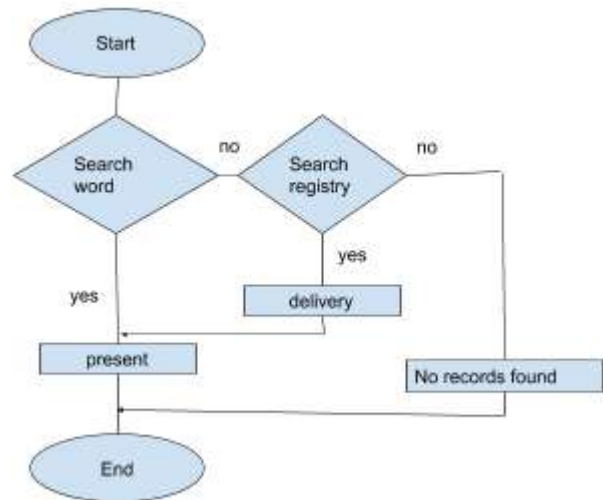 Start
Search
word
no
Search
registry
no
yes
yes
delivery
present
No records found
End